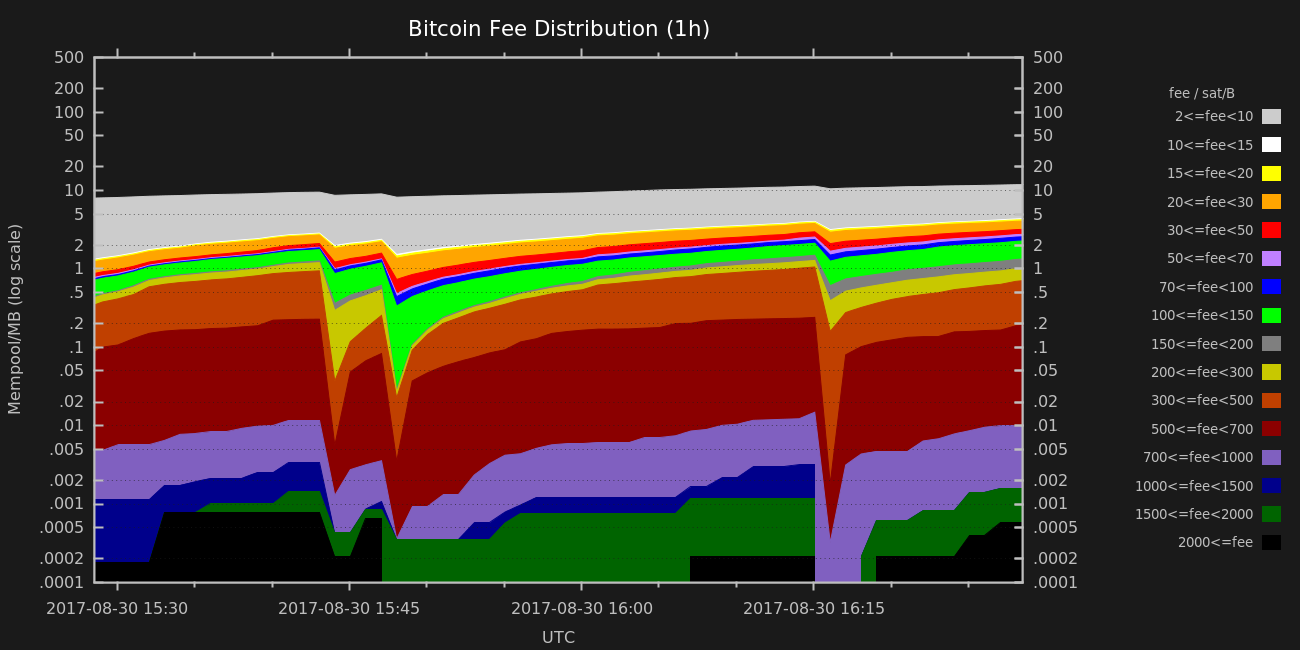 Bitcoin Fee Distribution (1h)
Mempool/MB (log scale)
500
200
100
50
20
10
5
2
1
.5
.2
.1
.05
.02
.01
.005
.002
.001
.0005
.0002
.0001
500
200
100
50
20
10
5
2
1
.5
.2
.1
.05
.02
.01
.005
.002
.001
.0005
.0002
.0001
2017-08-30 15:30
2017-08-30 15:45
2017-08-30 16:00
2017-08-30 16:15
UTC
fee / sat/B
2<=fee<10
10<=fee<15
15<=fee<20
20<=fee<30
30<=fee<50
50<=fee<70
70<=fee<100
100<=fee<150
150<=fee<200
200<=fee<300
300<=fee<500
500<=fee<700
700<=fee<1000
1000<=fee<1500
1500<=fee<2000
2000<=fee